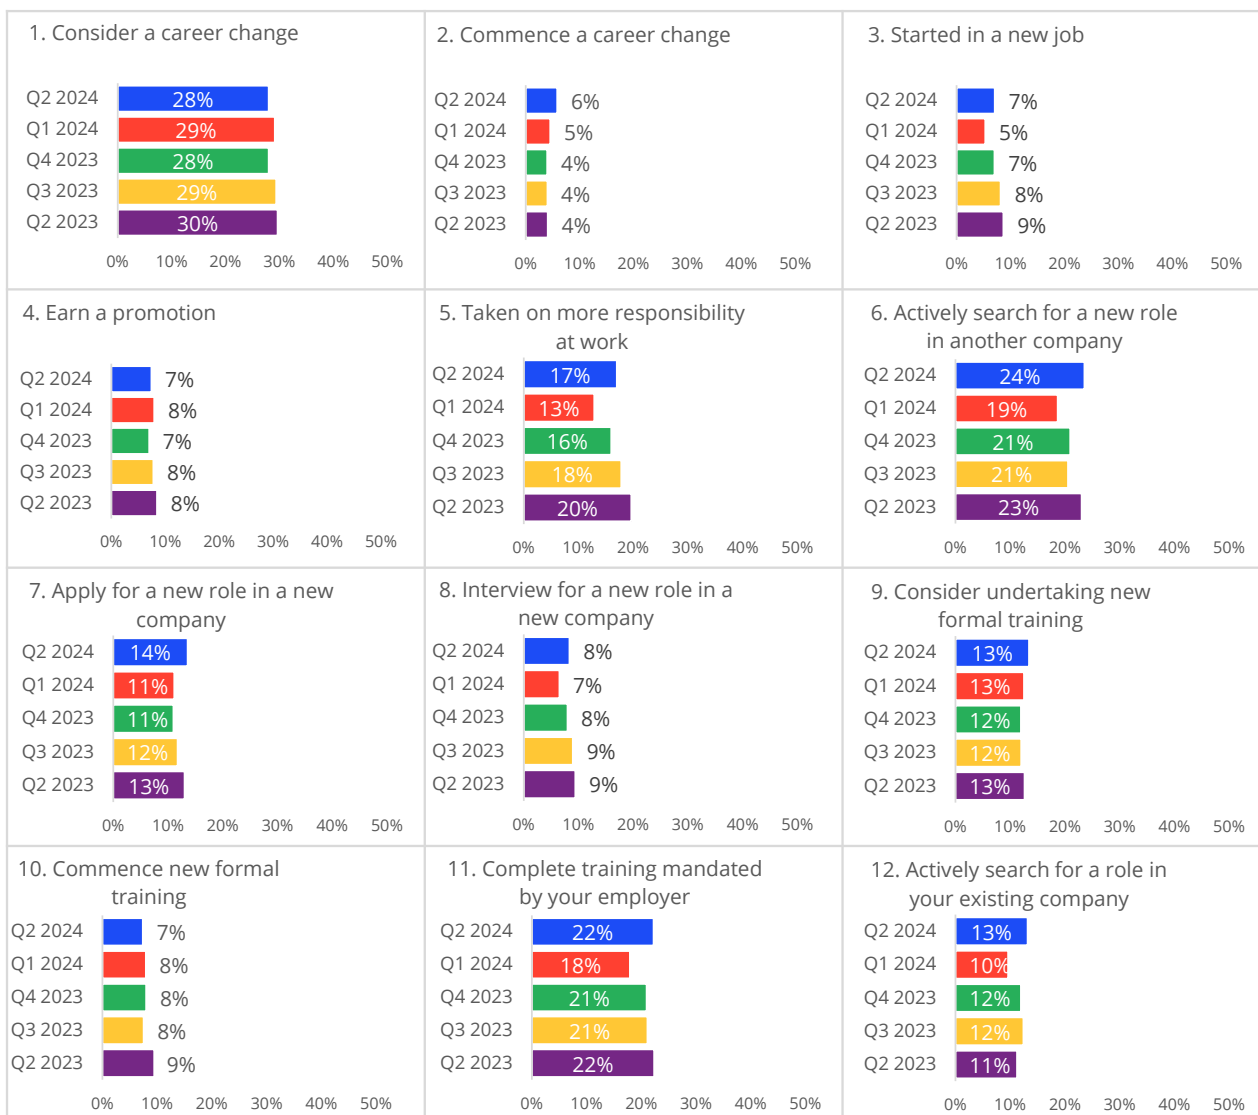 1. Consider a career change
Q2 2024 28%
Q1 2024 29%
Q4 2023 28%
Q3 2023 29%
Q2 2023 30%
0% 10% 20% 30% 40% 50%
2. Commence a career change
Q2 2024 6%
Q1 2024 5%
Q4 2023 4%
Q3 2023 4%
Q2 2023 4%
0% 10% 20% 30% 40% 50%
3. Started in a new job
Q2 2024 7%
Q1 2024 5%
Q4 2023 7%
Q3 2023 8%
Q2 2023 9%
0% 10% 20% 30% 40% 50%
4. Earn a promotion
Q2 2024 7%
Q1 2024 8%
Q4 2023 7%
Q3 2023 8%
Q2 2023 8%
0% 10% 20% 30% 40% 50%
5. Taken on more responsibility
at work
Q2 2024 17%
Q1 2024 13%
Q4 2023 16%
Q3 2023 18%
Q2 2023 20%
0% 10% 20% 30% 40% 50%
6. Actively search for a new role
in another company
Q2 2024 24%
Q1 2024 19%
Q4 2023 21%
Q3 2023 21%
Q2 2023 23%
0% 10% 20% 30% 40% 50%
7. Apply for a new role in a new
company
Q2 2024 14%
Q1 2024 11%
Q4 2023 11%
Q3 2023 12%
Q2 2023 13%
0% 10% 20% 30% 40% 50%
8. Interview for a new role in a
new company
Q2 2024 8%
Q1 2024 7%
Q4 2023 8%
Q3 2023 9%
Q2 2023 9%
0% 10% 20% 30% 40% 50%
9. Consider undertaking new
formal training
Q2 2024 13%
Q1 2024 13%
Q4 2023 12%
Q3 2023 12%
Q2 2023 13%
0% 10% 20% 30% 40% 50%
10. Commence new formal
training
Q2 2024 7%
Q1 2024 8%
Q4 2023 8%
Q3 2023 8%
Q2 2023 9%
0% 10% 20% 30% 40% 50%
11. Complete training mandated
by your employer
Q2 2024 22%
Q1 2024 18%
Q4 2023 21%
Q3 2023 21%
Q2 2023 22%
0% 10% 20% 30% 40% 50%
12. Actively search for a role in
your existing company
Q2 2024 13%
Q1 2024 10%
Q4 2023 12%
Q3 2023 12%
Q2 2023 11%
0% 10% 20% 30% 40% 50%